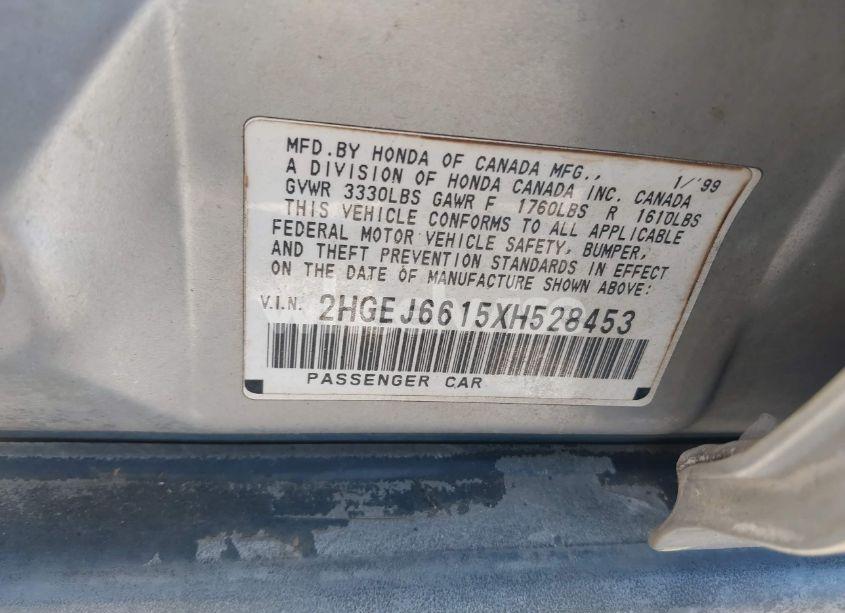 MFD.BY HONDA OF CANADA MFG., 1/'99
A DIVISION OF HONDA CANADA INC. CANADA
GVWR 3330LBS GAWR F 1760LBS R 1610LBS
THIS VEHICLE CONFORMS TO ALL APPLICABLE
FEDERAL MOTOR VEHICLE SAFETY, BUMPER,
AND THEFT PREVENTION STANDARDS IN EFFECT
ON THE DATE OF MANUFACTURE SHOWN ABOVE:
V.I.N. 2HGEJ6615XH528453
PASSENGER CAR